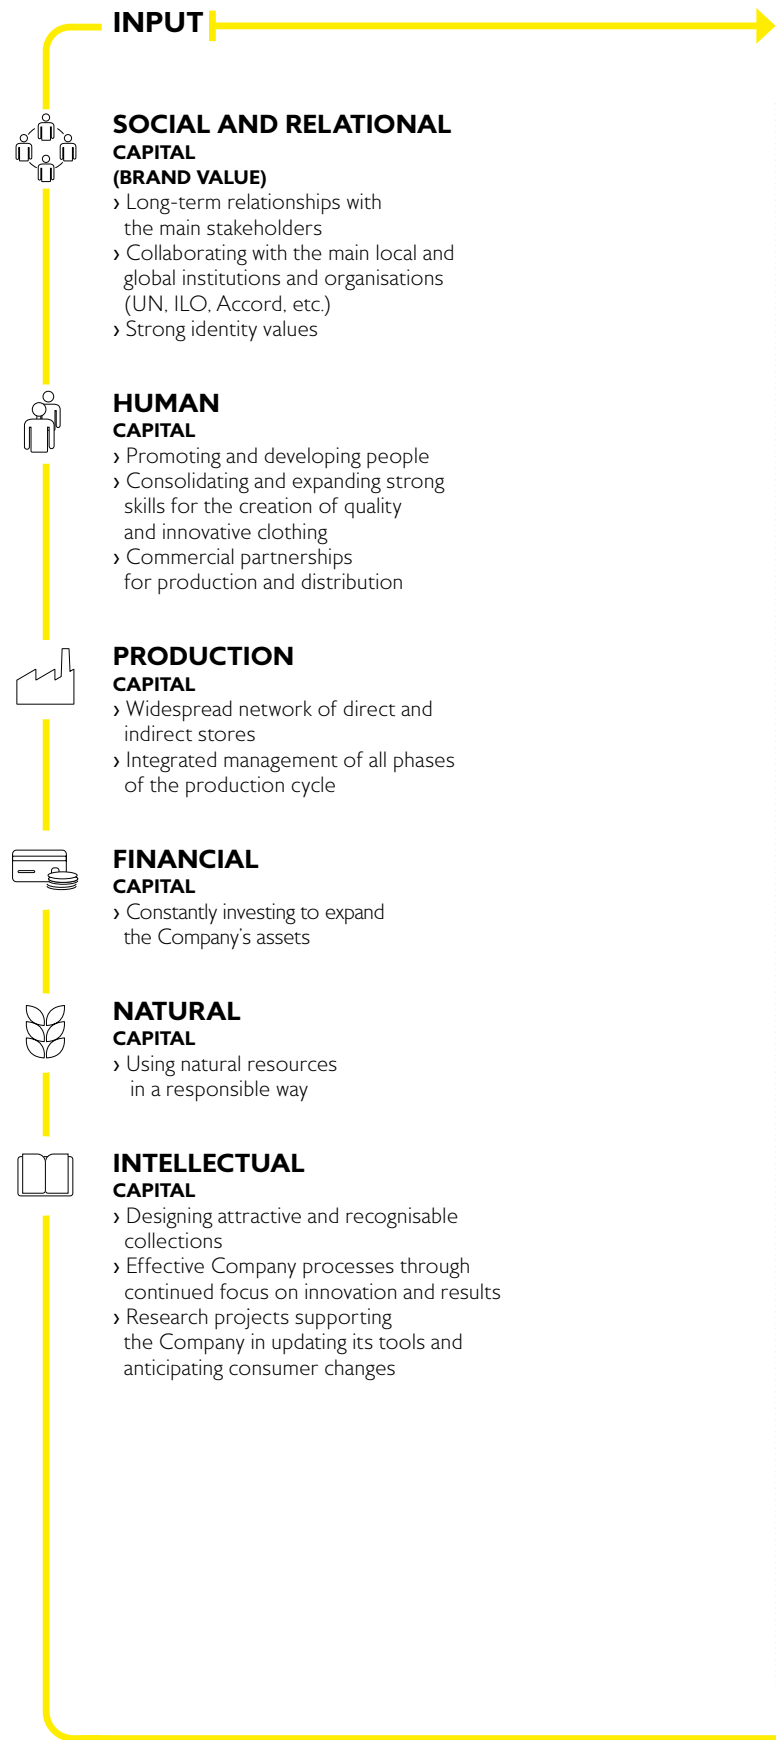 INPUT
SOCIAL AND RELATIONAL
CAPITAL
(BRAND VALUE)
› Long-term relationships with
the main stakeholders
› Collaborating with the main local and
global institutions and organisations
(UN, ILO, Accord, etc.)
› Strong identity values
HUMAN
CAPITAL
› Promoting and developing people
› Consolidating and expanding strong
skills for the creation of quality
and innovative clothing
› Commercial partnerships
for production and distribution
PRODUCTION
CAPITAL
› Widespread network of direct and
indirect stores
› Integrated management of all phases
of the production cycle
FINANCIAL
CAPITAL
› Constantly investing to expand
the Company's assets
NATURAL
CAPITAL
› Using natural resources
in a responsible way
INTELLECTUAL
CAPITAL
› Designing attractive and recognisable
collections
› Effective Company processes through
continued focus on innovation and results
› Research projects supporting
the Company in updating its tools and
anticipating consumer changes